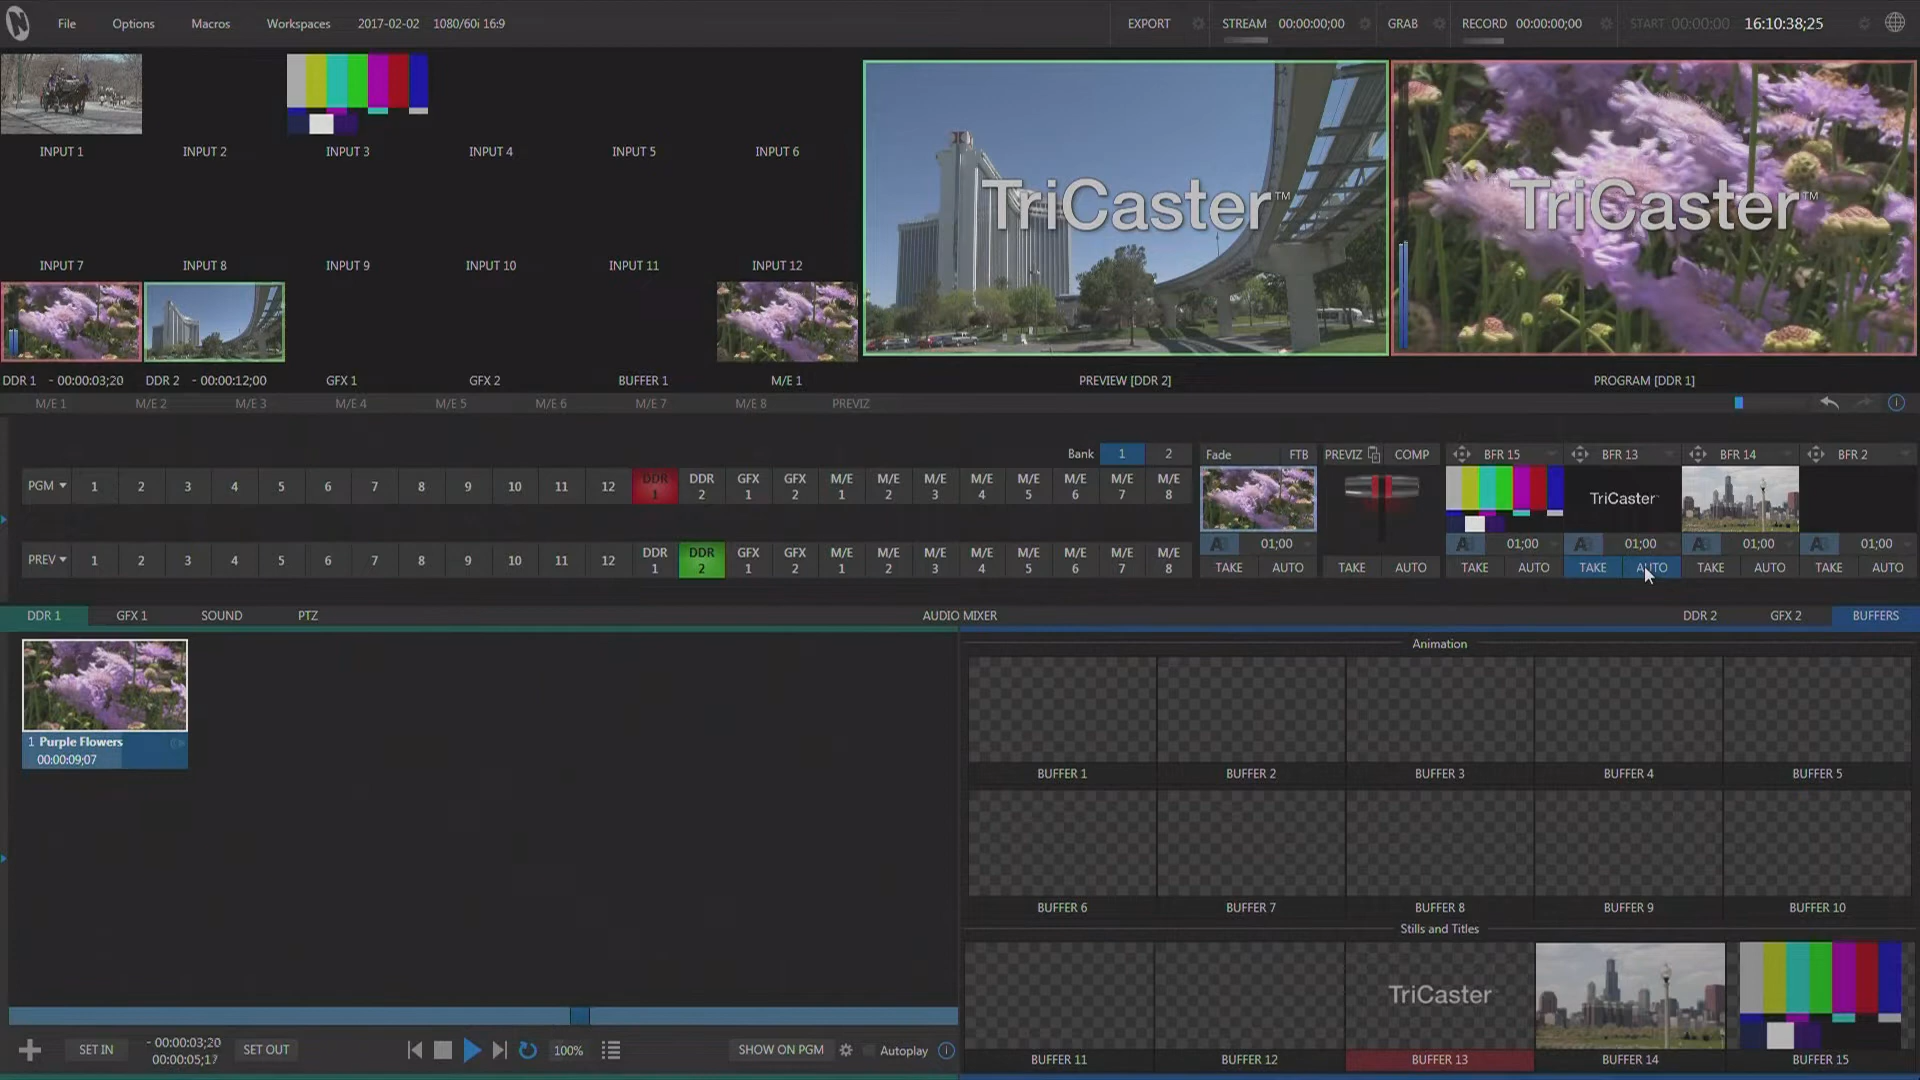 File Options Macros Workspaces 2017-02-02 1080/60i 16:9 EXPORT STREAM 00:00:00;00 GRAB RECORD 00:00:00;00 START 00:00:00 16:10:38;25
INPUT 1 INPUT 2 INPUT 3 INPUT 4 INPUT 5 INPUT 6
TriCaster™ TriCaster™
INPUT 7 INPUT 8 INPUT 9 INPUT 10 INPUT 11 INPUT 12
DDR 1 - 00:00:03;20 DDR 2 - 00:00:12;00 GFX 1 GFX 2 BUFFER 1 M/E 1 PREVIEW [DDR 2] PROGRAM [DDR 1]
M/E 1 M/E 2 M/E 3 M/E 4 M/E 5 M/E 6 M/E 7 M/E 8 PREVIZ
Bank 1 2 Fade FTB PREVIZ COMP BFR 15 BFR 13 BFR 14 BFR 2
PGM 1 2 3 4 5 6 7 8 9 10 11 12 DDR 1 DDR 2 GFX 1 GFX 2 M/E 1 M/E 2 M/E 3 M/E 4 M/E 5 M/E 6 M/E 7 M/E 8
TriCaster
01;00 01;00 01;00 01;00 01;00
PREV 1 2 3 4 5 6 7 8 9 10 11 12 DDR 1 DDR 2 GFX 1 GFX 2 M/E 1 M/E 2 M/E 3 M/E 4 M/E 5 M/E 6 M/E 7 M/E 8
TAKE AUTO TAKE AUTO TAKE AUTO TAKE AUTO TAKE AUTO TAKE AUTO
DDR 1 GFX 1 SOUND PTZ AUDIO MIXER DDR 2 GFX 2 BUFFERS
Animation
1 Purple Flowers
00:00:09;07
BUFFER 1 BUFFER 2 BUFFER 3 BUFFER 4 BUFFER 5
BUFFER 6 BUFFER 7 BUFFER 8 BUFFER 9 BUFFER 10
Stills and Titles
TriCaster
BUFFER 11 BUFFER 12 BUFFER 13 BUFFER 14 BUFFER 15
SET IN - 00:00:03;20 SET OUT 100% SHOW ON PGM Autoplay
00:00:05;17